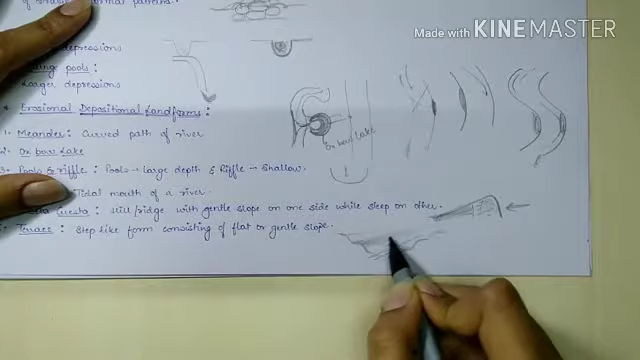 Made with KINEMASTER
depressions
pools :
Larger depressions
Erosional Depositional Landforms :
1. Meander : Curved path of river
Ox bow Lake
3. Pools & riffle : Pools → large depth & Riffle → Shallow.
Tidal mouth of a river.
Cuesta : Hill/ridge with gentle slope on one side while steep on other.
Terrace : Step like form consisting of flat or gentle slope.
Ox bow Lake